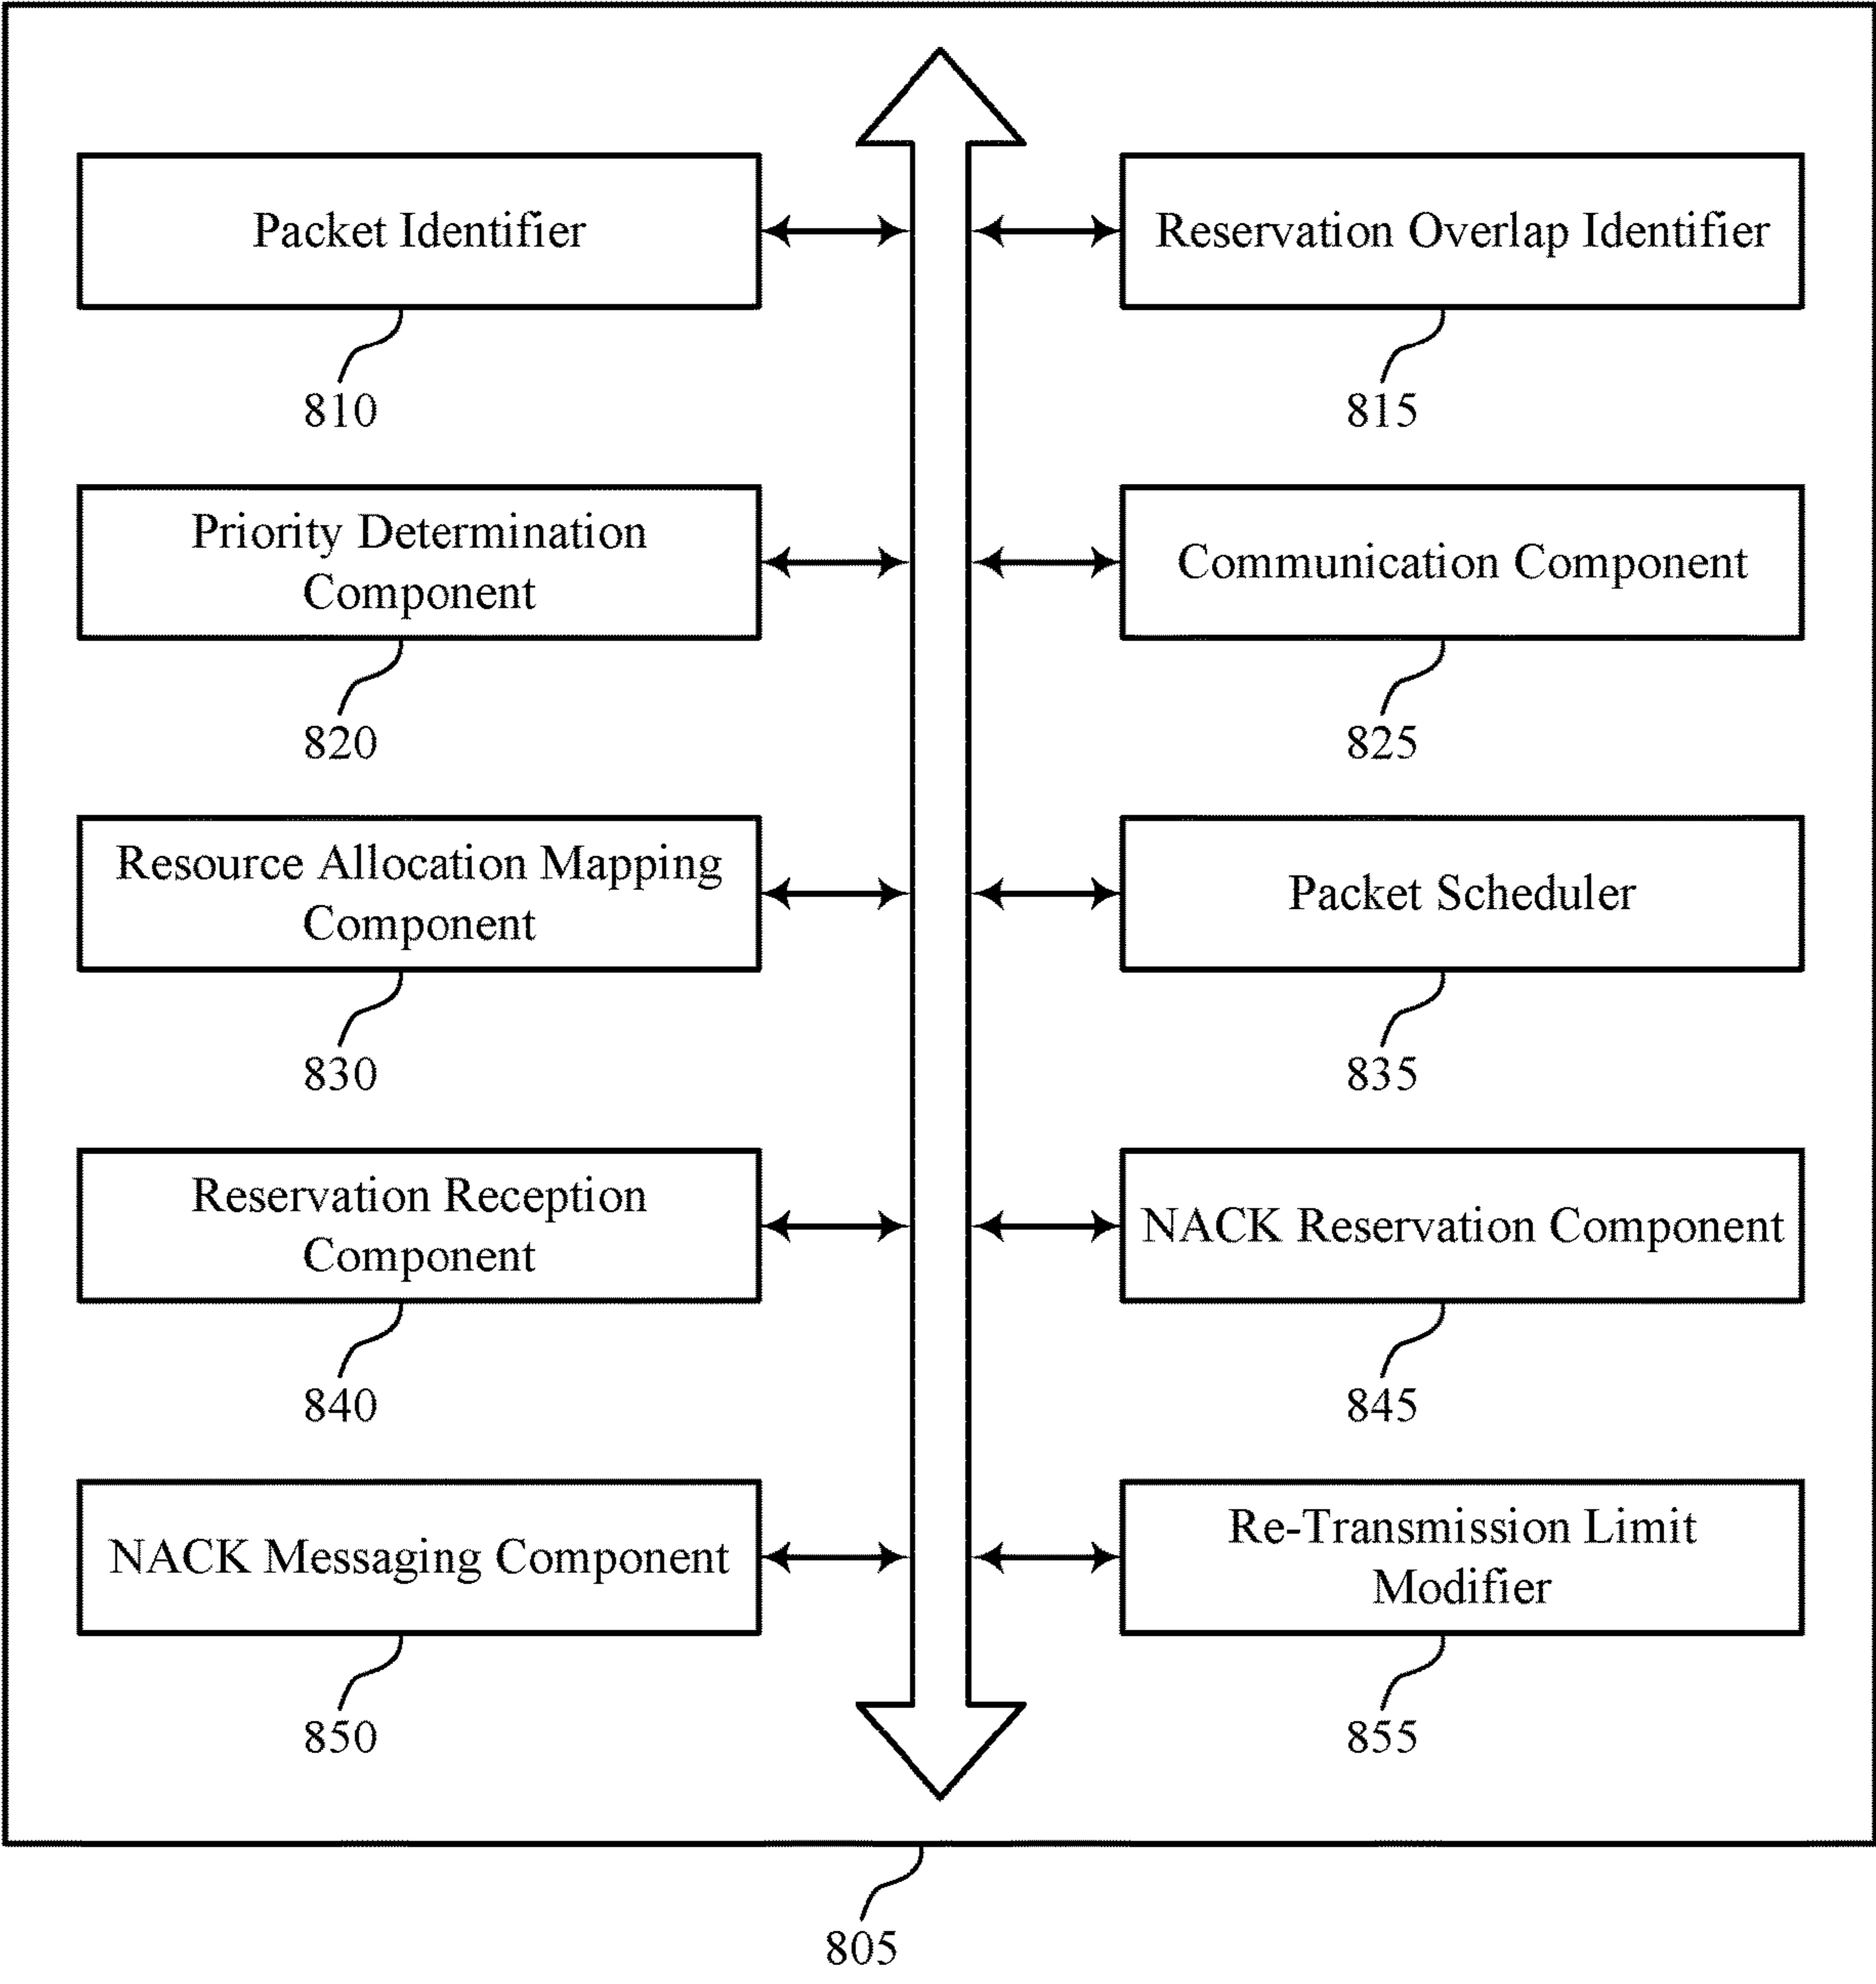 Packet Identifier
810
Reservation Overlap Identifier
815
Priority Determination
Component
820
Communication Component
825
Resource Allocation Mapping
Component
830
Packet Scheduler
835
Reservation Reception
Component
840
NACK Reservation Component
845
NACK Messaging Component
850
Re-Transmission Limit
Modifier
855
805